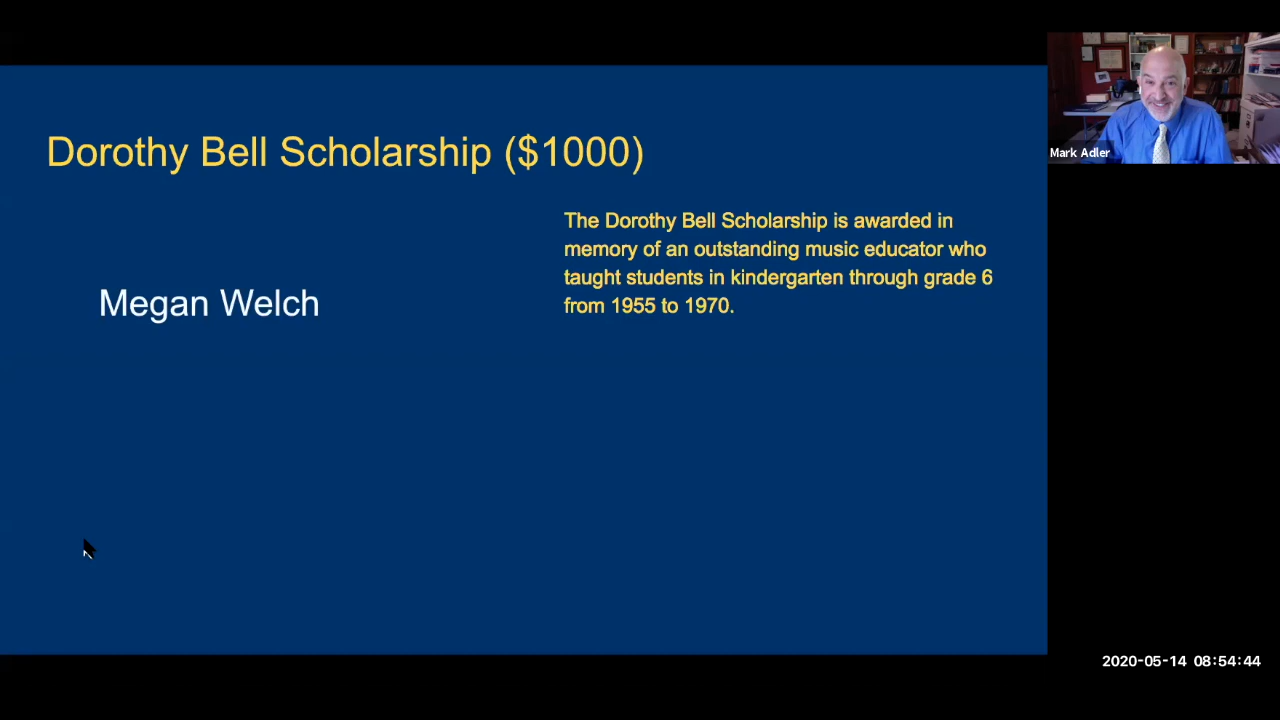 Dorothy Bell Scholarship ($1000)
The Dorothy Bell Scholarship is awarded in
memory of an outstanding music educator who
taught students in kindergarten through grade 6
from 1955 to 1970.
Megan Welch
Mark Adler
2020-05-14 08:54:44